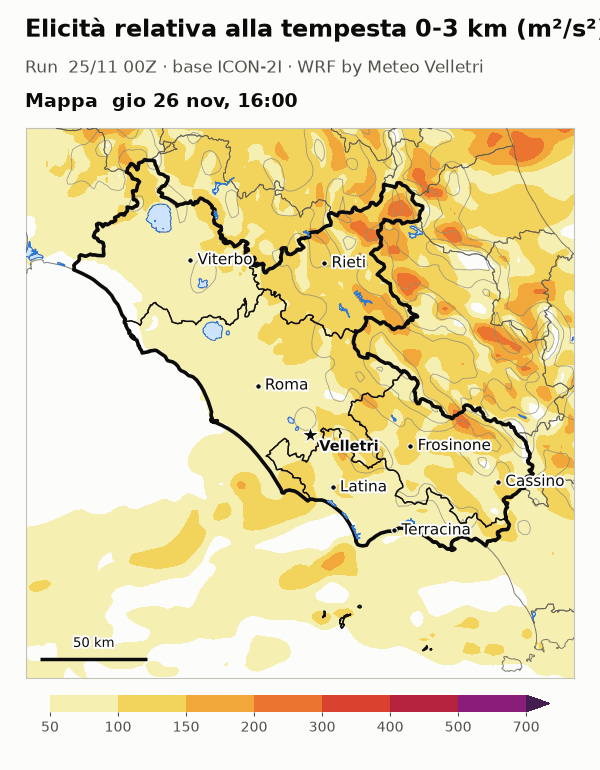 Elicità relativa alla tempesta 0-3 km (m²/s²)
Run 25/11 00Z · base ICON-2I · WRF by Meteo Velletri
Mappa gio 26 nov, 16:00
Viterbo
Rieti
Roma
Velletri
Frosinone
Latina
Cassino
Terracina
50 km
50 100 150 200 300 400 500 700